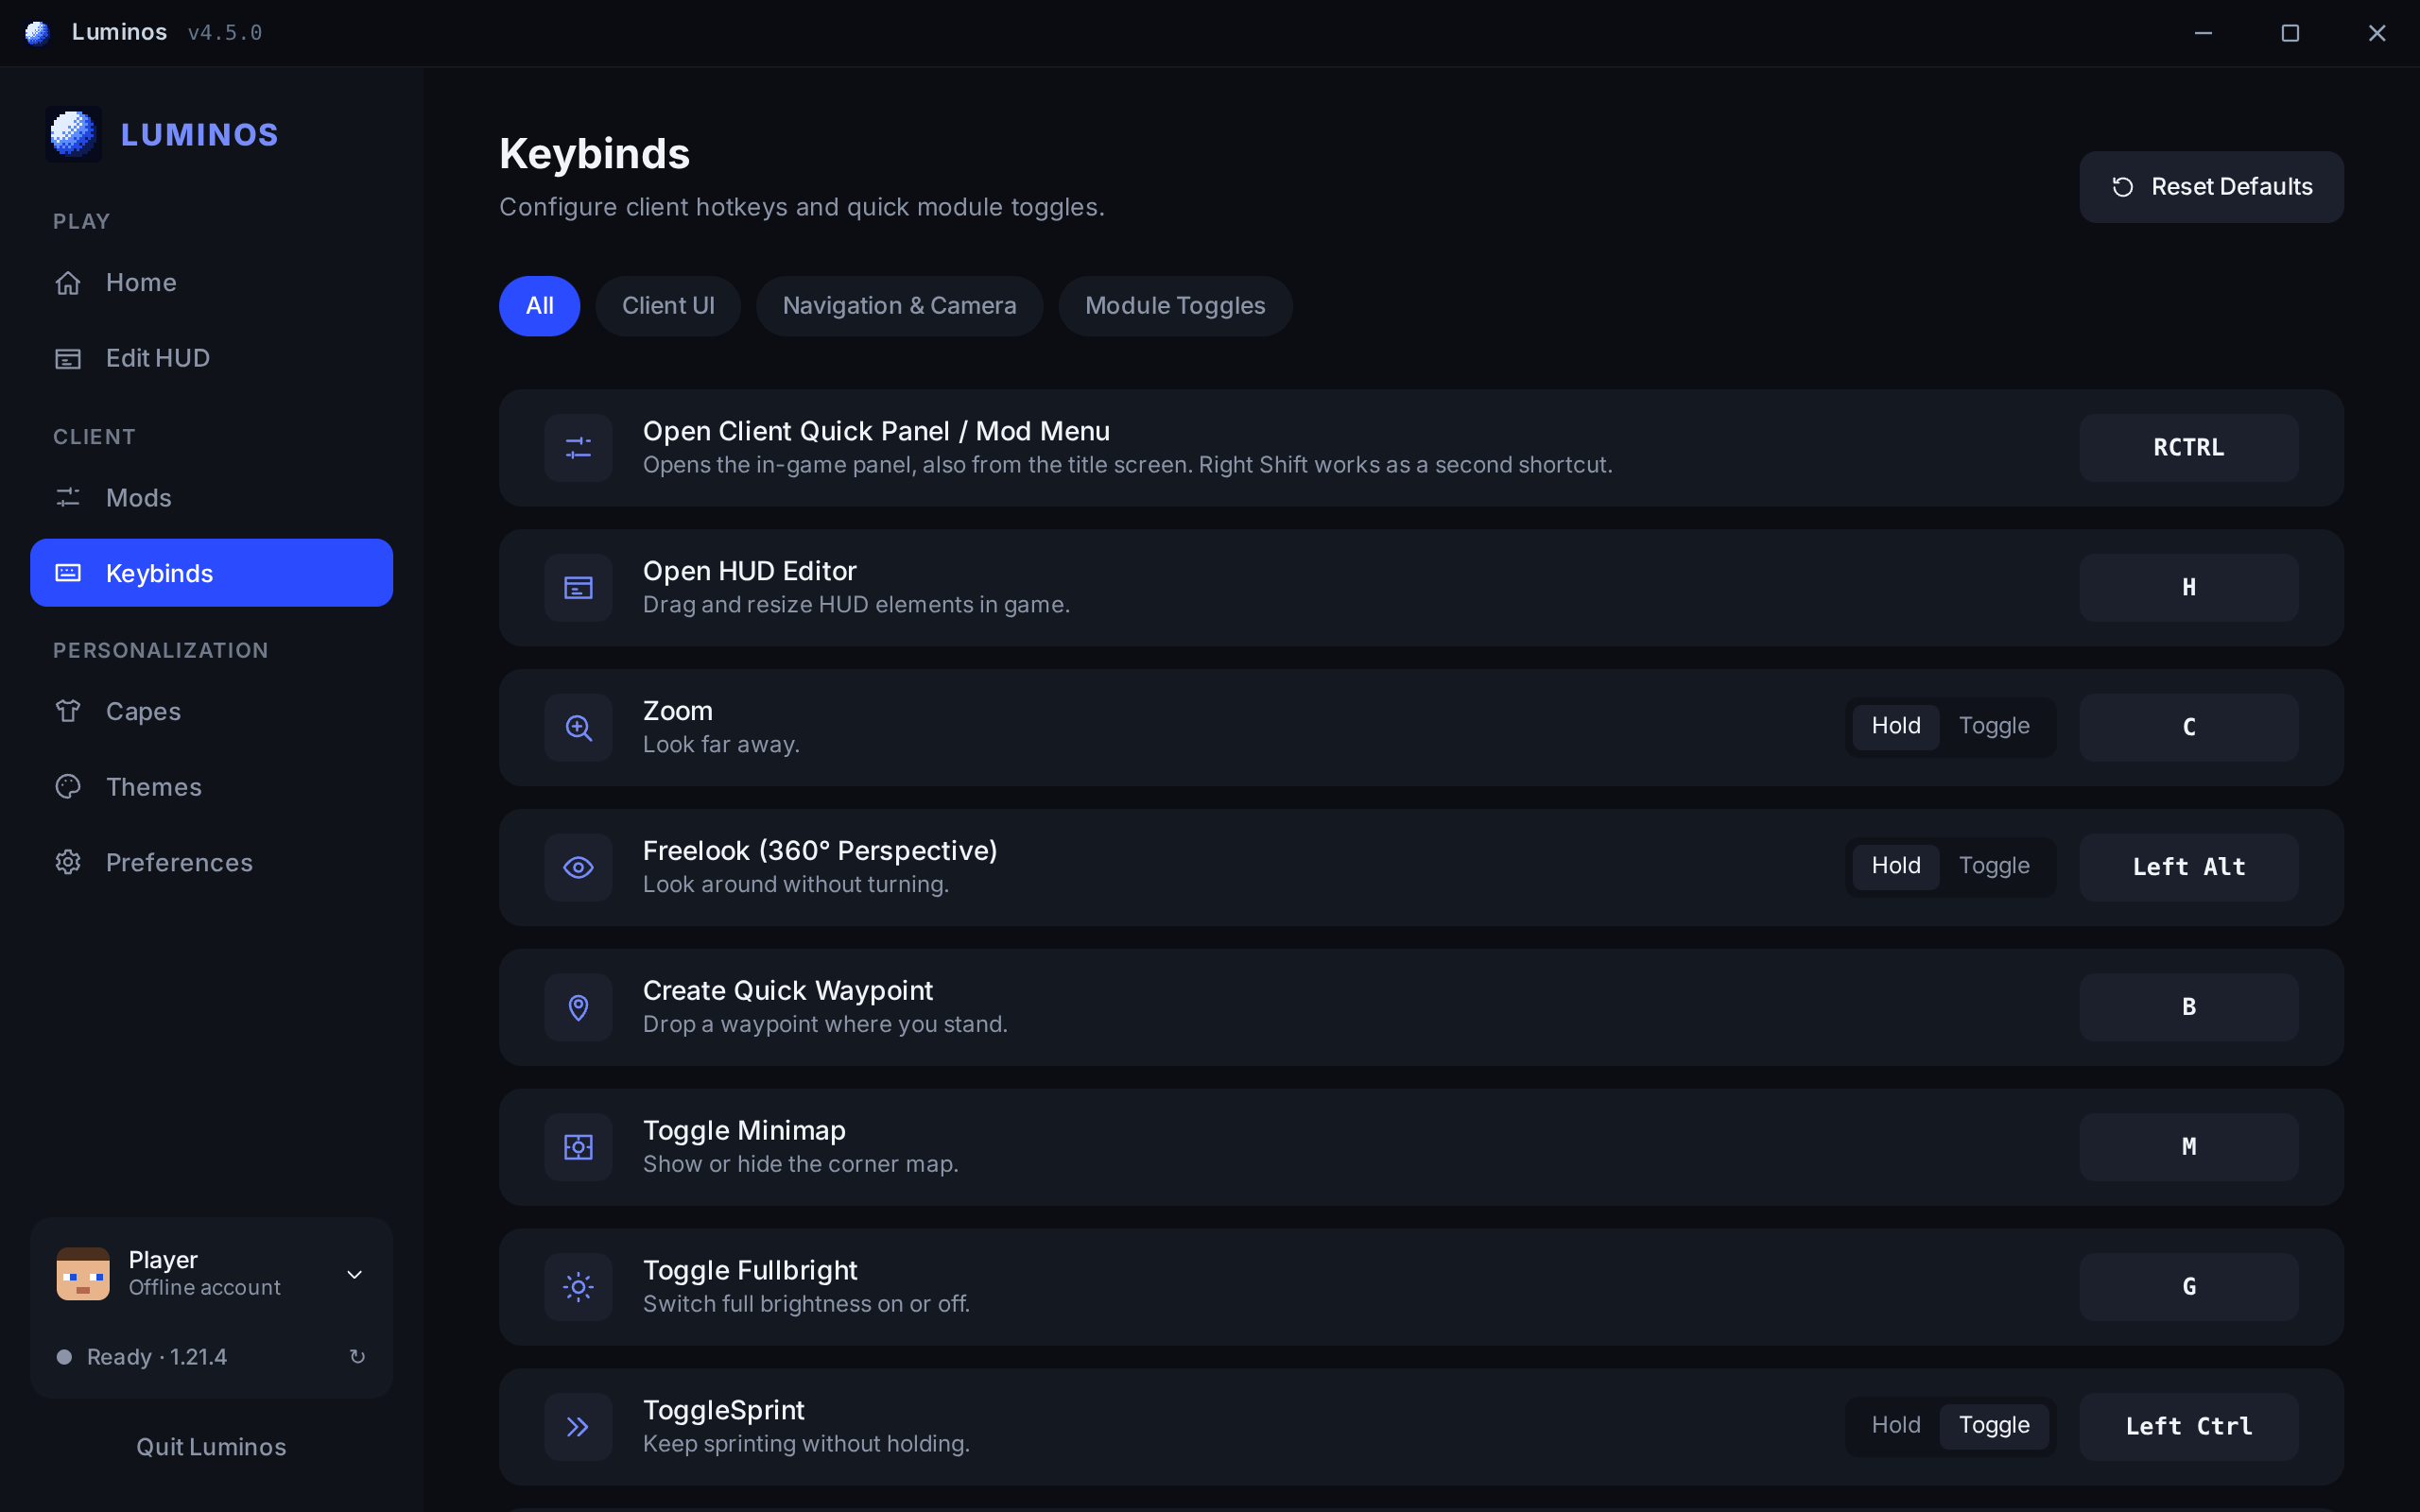 Luminos v4.5.0
LUMINOS
PLAY
Home
Edit HUD
CLIENT
Mods
Keybinds
PERSONALIZATION
Capes
Themes
Preferences
Player
Offline account
Ready · 1.21.4
Quit Luminos
Keybinds
Configure client hotkeys and quick module toggles.
Reset Defaults
All Client UI Navigation & Camera Module Toggles
Open Client Quick Panel / Mod Menu
Opens the in-game panel, also from the title screen. Right Shift works as a second shortcut.
RCTRL
Open HUD Editor
Drag and resize HUD elements in game.
H
Zoom
Look far away.
Hold Toggle C
Freelook (360° Perspective)
Look around without turning.
Hold Toggle Left Alt
Create Quick Waypoint
Drop a waypoint where you stand.
B
Toggle Minimap
Show or hide the corner map.
M
Toggle Fullbright
Switch full brightness on or off.
G
ToggleSprint
Keep sprinting without holding.
Hold Toggle Left Ctrl